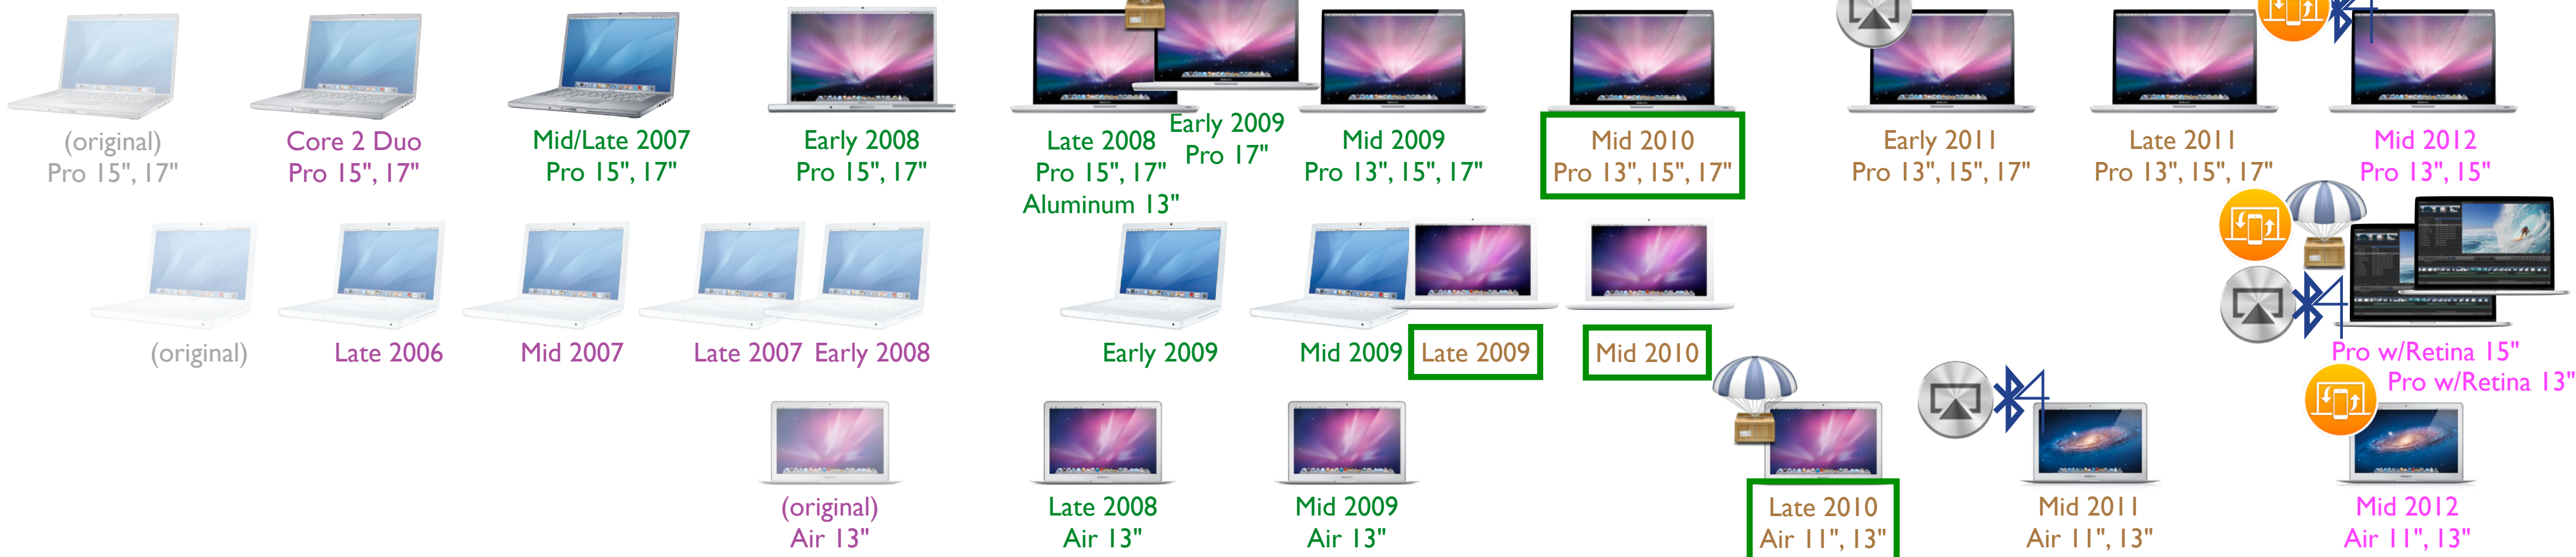 (original)
Pro 15", 17"
Core 2 Duo
Pro 15", 17"
Mid/Late 2007
Pro 15", 17"
Early 2008
Pro 15", 17"
Late 2008
Pro 15", 17"
Aluminum 13"
Early 2009
Pro 17"
Mid 2009
Pro 13", 15", 17"
Mid 2010
Pro 13", 15", 17"
Early 2011
Pro 13", 15", 17"
Late 2011
Pro 13", 15", 17"
4
Mid 2012
Pro 13", 15"
(original)
Late 2006
Mid 2007
Late 2007
Early 2008
Early 2009
Mid 2009
Late 2009
Mid 2010
4
Pro w/Retina 15"
Pro w/Retina 13"
(original)
Air 13"
Late 2008
Air 13"
Mid 2009
Air 13"
Late 2010
Air 11", 13"
4
Mid 2011
Air 11", 13"
Mid 2012
Air 11", 13"